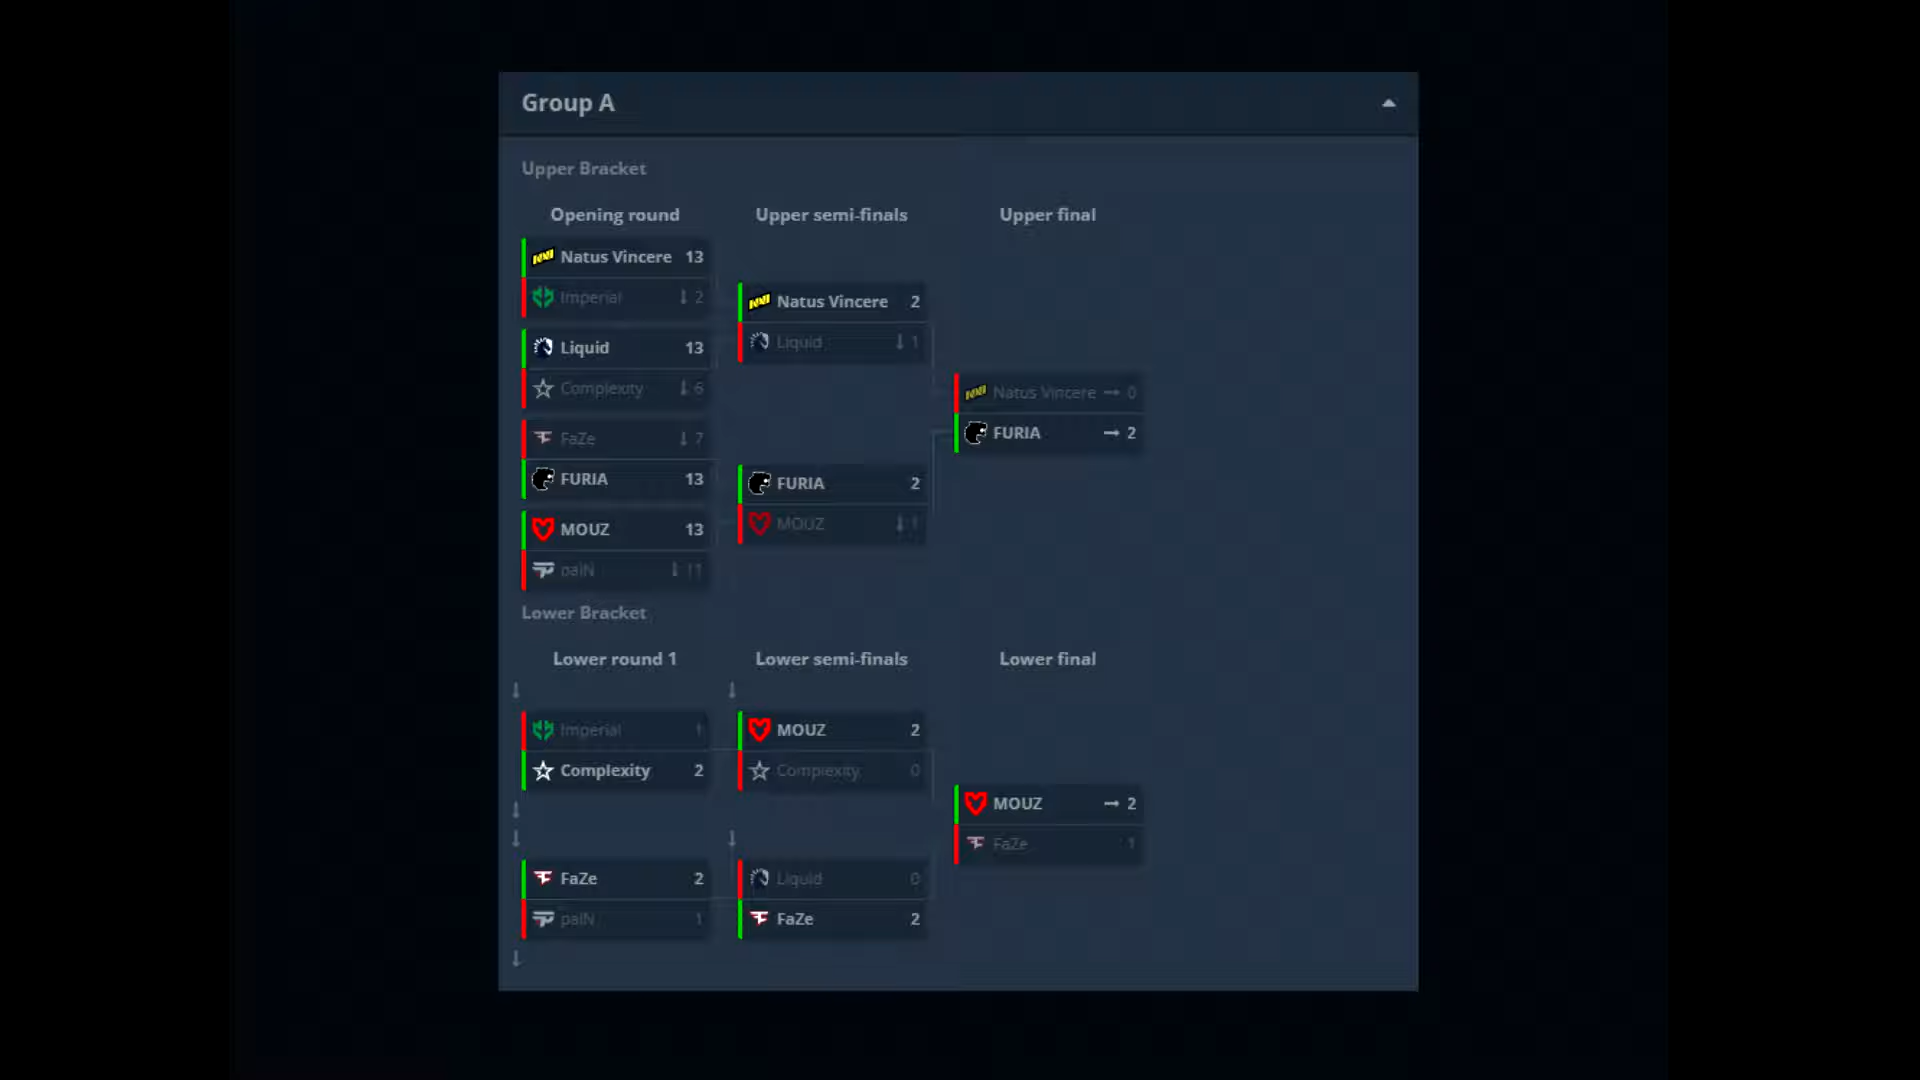 Group A
Upper Bracket
Opening round
Upper semi-finals
Upper final
Natus Vincere 13
Imperial 2
Liquid 13
Complexity 6
FaZe 7
FURIA 13
MOUZ 13
paiN 11
Natus Vincere 2
Liquid 1
FURIA 2
MOUZ 1
Natus Vincere → 0
FURIA → 2
Lower Bracket
Lower round 1
Lower semi-finals
Lower final
Imperial 1
Complexity 2
FaZe 2
paiN 1
MOUZ 2
Complexity 0
Liquid 0
FaZe 2
MOUZ → 2
FaZe 1